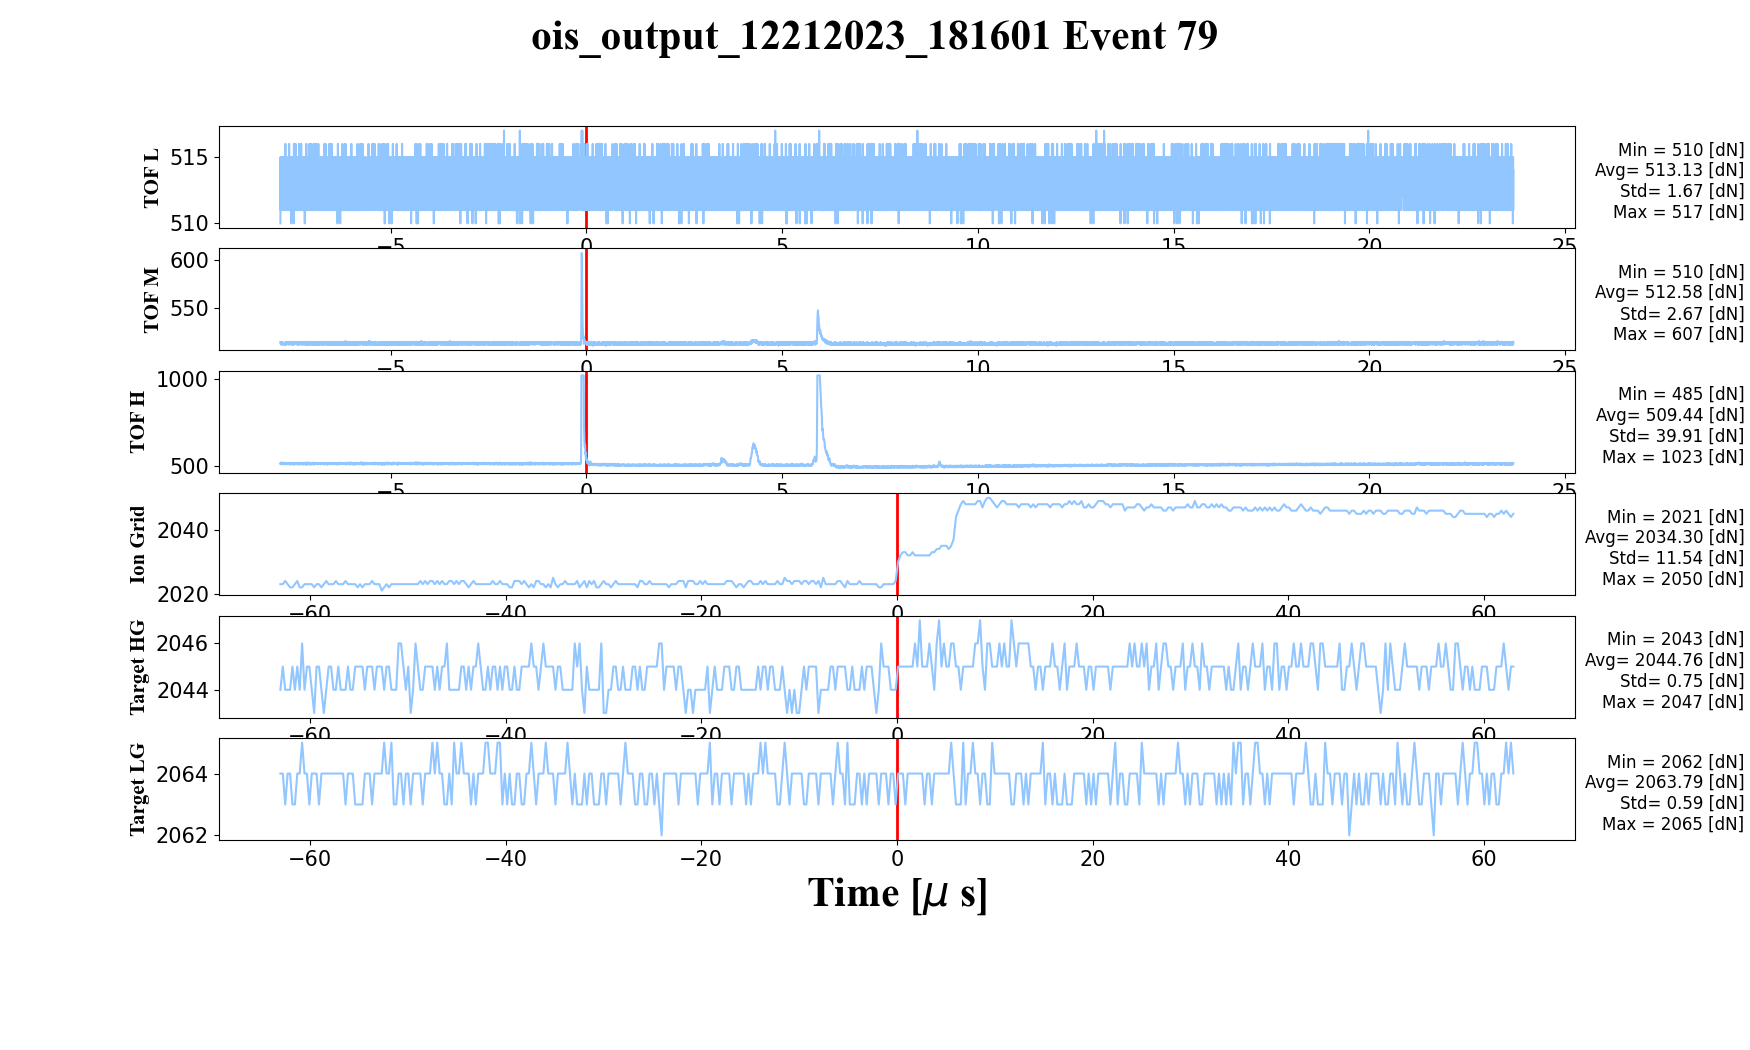 ois_output_12212023_181601 Event 79
TOF L
515
510
−5 0 5 10 15 20 25
Min = 510 [dN]
Avg= 513.13 [dN]
Std= 1.67 [dN]
Max = 517 [dN]
TOF M
600
550
−5 0 5 10 15 20 25
Min = 510 [dN]
Avg= 512.58 [dN]
Std= 2.67 [dN]
Max = 607 [dN]
TOF H
1000
500
−5 0 5 10 15 20 25
Min = 485 [dN]
Avg= 509.44 [dN]
Std= 39.91 [dN]
Max = 1023 [dN]
Ion Grid
2040
2020
−60 −40 −20 0 20 40 60
Min = 2021 [dN]
Avg= 2034.30 [dN]
Std= 11.54 [dN]
Max = 2050 [dN]
Target HG
2046
2044
−60 −40 −20 0 20 40 60
Min = 2043 [dN]
Avg= 2044.76 [dN]
Std= 0.75 [dN]
Max = 2047 [dN]
Target LG
2064
2062
−60 −40 −20 0 20 40 60
Min = 2062 [dN]
Avg= 2063.79 [dN]
Std= 0.59 [dN]
Max = 2065 [dN]
Time [μ s]